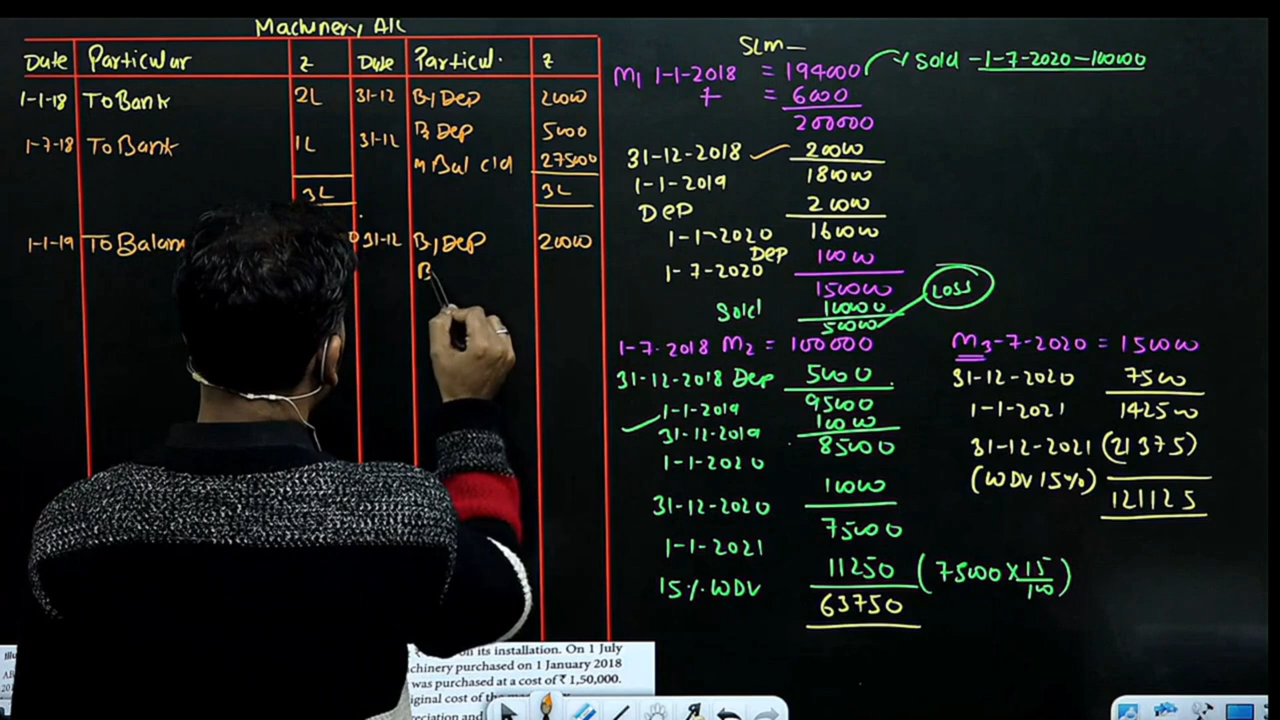 Machinery A/c
Date Particular ₹ Date Particul. ₹
1-1-18 To Bank 2L 31-12 By Dep 20000
1-7-18 To Bank 1L 31-12 By Dep 5000
By Bal c/d 275000
3L 3L
1-1-19 To Balan 31-12 By Dep 20000
B
SLM —
M1 1-1-2018 = 194000 → Sold - 1-7-2020 - 100000
+ = 6000
200000
31-12-2018 20000
1-1-2019 180000
Dep 20000
1-1-2020 160000
Dep 10000
1-7-2020
150000
Sold 100000
50000 Loss
1-7-2018 M2 = 100000
31-12-2018 Dep 5000
1-1-2019 95000
31-12-2019 10000
1-1-2020 85000
31-12-2020 10000
75000
1-1-2021
15% WDV 11250 (75000 × 15/100)
63750
M3-7-2020 = 150000
31-12-2020 7500
1-1-2021 142500
31-12-2021 (21375)
(WDV 15%)
121125
on its installation. On 1 July
chinery purchased on 1 January 2018
was purchased at a cost of ₹ 1,50,000.
iginal cost of the
eciation and